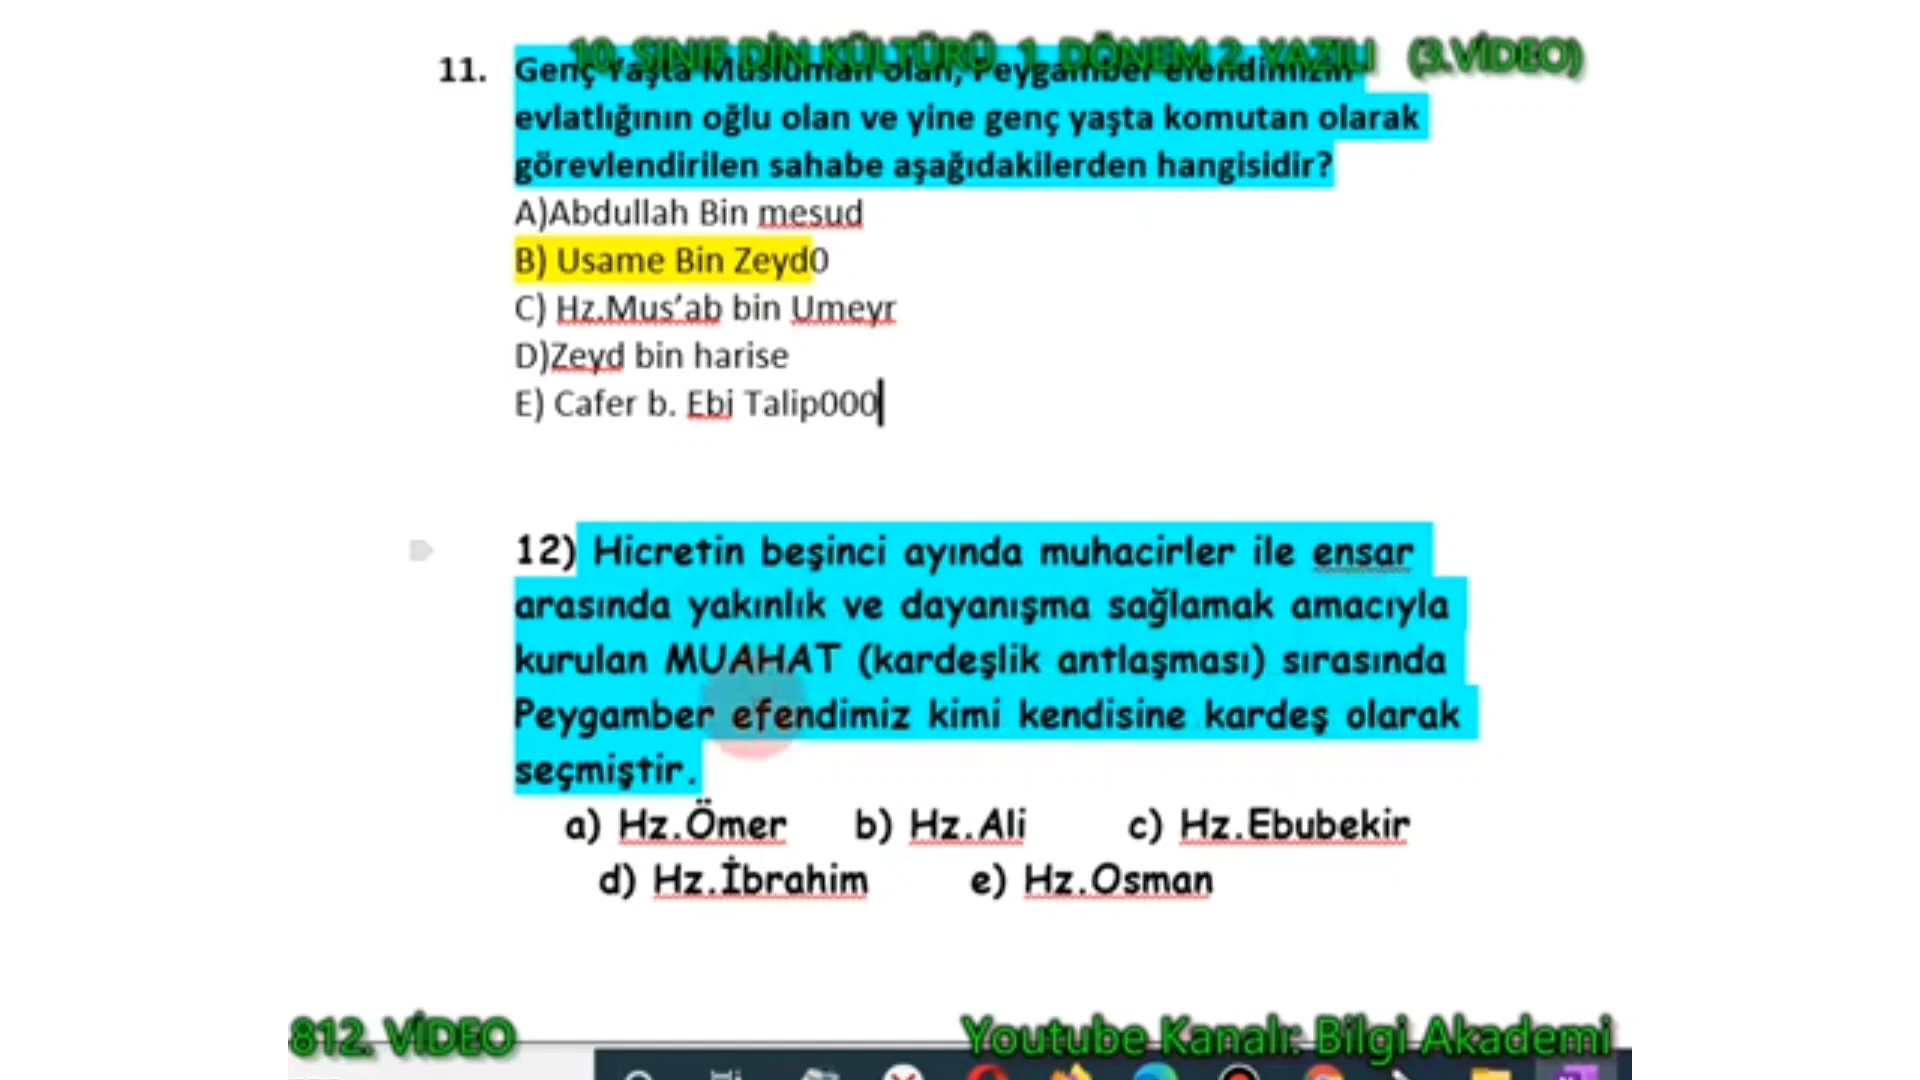 10. SINIF DİN KÜLTÜRÜ 1. DÖNEM 2. YAZILI (3.VİDEO)
11. Genç Yaşta Müslüman olan, Peygamber efendimizin
evlatlığının oğlu olan ve yine genç yaşta komutan olarak
görevlendirilen sahabe aşağıdakilerden hangisidir?
A)Abdullah Bin mesud
B) Usame Bin Zeyd0
C) Hz.Mus’ab bin Umeyr
D)Zeyd bin harise
E) Cafer b. Ebi Talip000
12) Hicretin beşinci ayında muhacirler ile ensar
arasında yakınlık ve dayanışma sağlamak amacıyla
kurulan MUAHAT (kardeşlik antlaşması) sırasında
Peygamber efendimiz kimi kendisine kardeş olarak
seçmiştir.
a) Hz.Ömer b) Hz.Ali c) Hz.Ebubekir
d) Hz.İbrahim e) Hz.Osman
812. VİDEO Youtube Kanalı: Bilgi Akademi